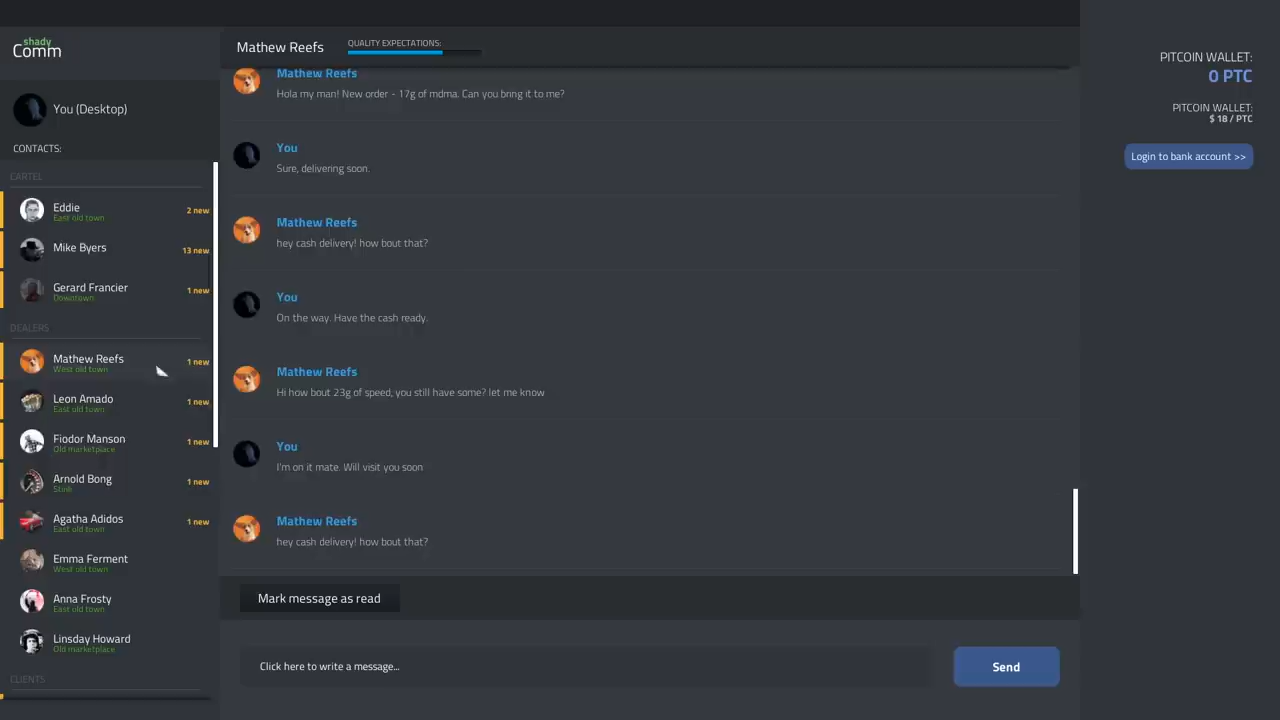 shady
Comm
You (Desktop)
CONTACTS:
CARTEL
Eddie
East old town
2 new
Mike Byers
13 new
Gerard Francier
Downtown
1 new
DEALERS
Mathew Reefs
West old town
1 new
Leon Amado
East old town
1 new
Fiodor Manson
Old marketplace
1 new
Arnold Bong
Slink
1 new
Agatha Adidos
East old town
1 new
Emma Ferment
West old town
Anna Frosty
East old town
Linsday Howard
Old marketplace
CLIENTS
Mathew Reefs
QUALITY EXPECTATIONS:
Mathew Reefs
Hola my man! New order - 17g of mdma. Can you bring it to me?
You
Sure, delivering soon.
Mathew Reefs
hey cash delivery! how bout that?
You
On the way. Have the cash ready.
Mathew Reefs
Hi how bout 23g of speed, you still have some? let me know
You
I'm on it mate. Will visit you soon
Mathew Reefs
hey cash delivery! how bout that?
Mark message as read
Click here to write a message...
Send
PITCOIN WALLET:
0 PTC
PITCOIN WALLET:
$ 18 / PTC
Login to bank account >>